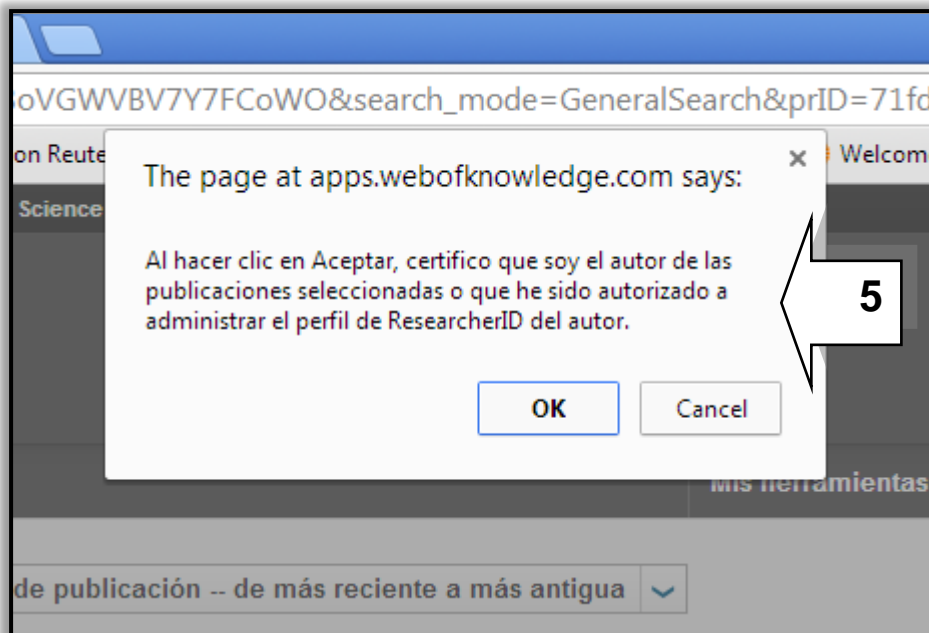 oVGWVBV7Y7FCoWO&search_mode=GeneralSearch&prID=71fd
on Reute
Welcom
Science
The page at apps.webofknowledge.com says:
Al hacer clic en Aceptar, certifico que soy el autor de las
publicaciones seleccionadas o que he sido autorizado a
administrar el perfil de ResearcherID del autor.
5
OK
Cancel
Mis herramientas
de publicación -- de más reciente a más antigua